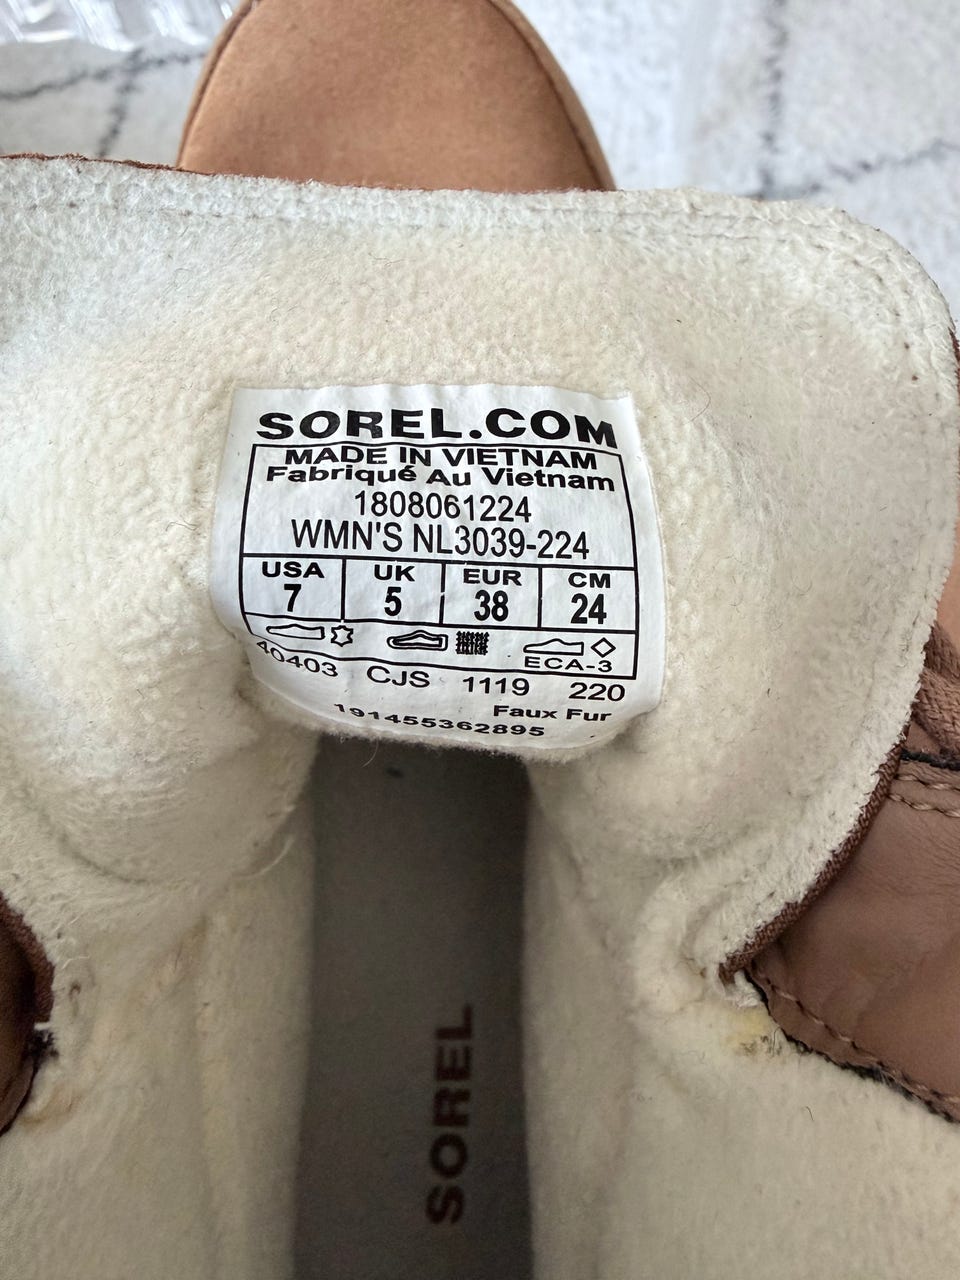 SOREL.COM
MADE IN VIETNAM
Fabriqué Au Vietnam
1808061224
WMN'S NL3039-224
USA UK EUR CM
7 5 38 24
ECA-3
40403 CJS 1119 220
Faux Fur
191455362895
SOREL